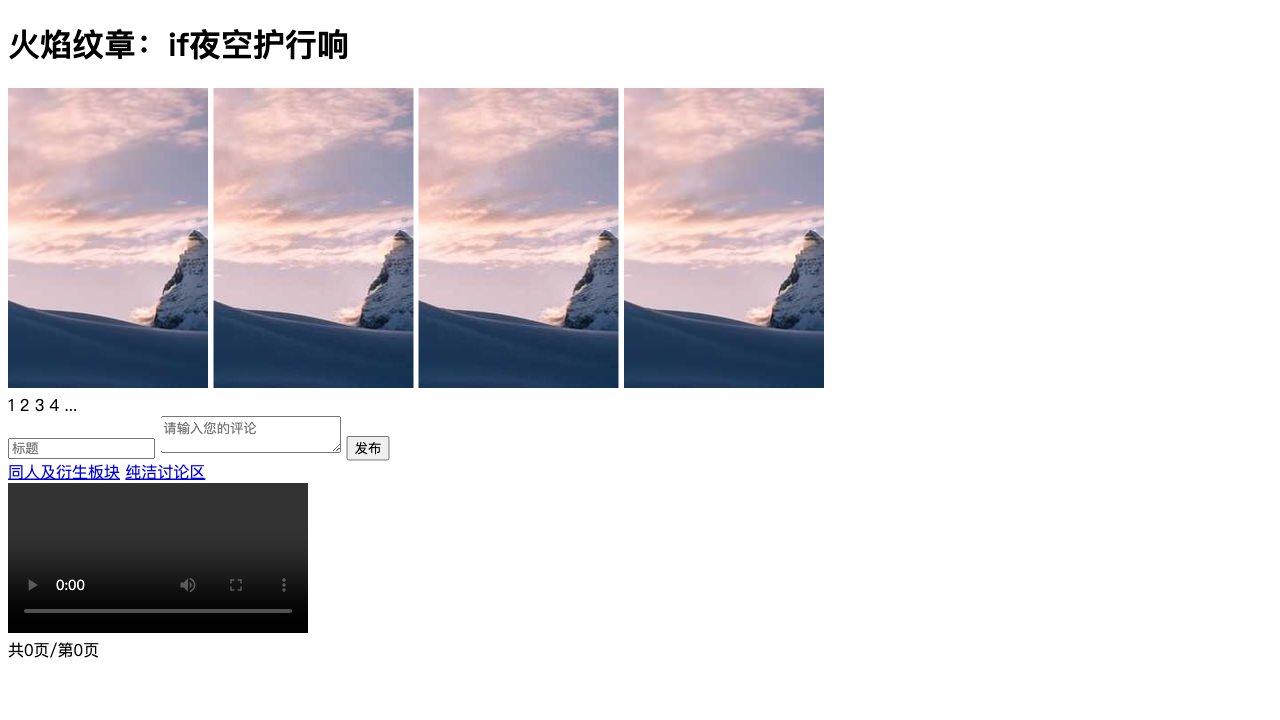 火焰纹章：if夜空护行响
1 2 3 4 ...
标题 请输入您的评论 发布
同人及衍生板块 纯洁讨论区
0:00
共0页/第0页